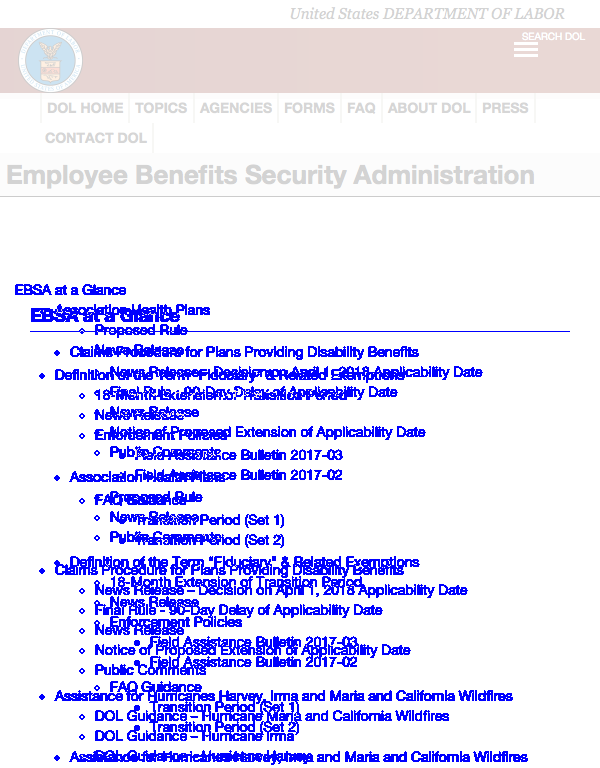 United States DEPARTMENT OF LABOR
SEARCH DOL
DOL HOME TOPICS AGENCIES FORMS FAQ ABOUT DOL PRESS
CONTACT DOL
Employee Benefits Security Administration
EBSA at a Glance
Association Health Plans
EBSA at a Glance
Proposed Rule
News Release
Claims Procedure for Plans Providing Disability Benefits
News Release - Decision on April 1, 2018 Applicability Date
Definition of the Term "Fiduciary" & Related Exemptions
Final Rule - 90-Day Delay of Applicability Date
18-Month Extension of Transition Period
News Release
News Release
Notice of Proposed Extension of Applicability Date
Enforcement Policies
Public Comments
Field Assistance Bulletin 2017-03
Field Assistance Bulletin 2017-02
Association Health Plans
Proposed Rule
FAQ Guidance
News Release
Transition Period (Set 1)
Public Comments
Transition Period (Set 2)
Definition of the Term "Fiduciary" & Related Exemptions
Claims Procedure for Plans Providing Disability Benefits
18-Month Extension of Transition Period
News Release – Decision on April 1, 2018 Applicability Date
News Release
Final Rule - 90-Day Delay of Applicability Date
Enforcement Policies
News Release
Field Assistance Bulletin 2017-03
Notice of Proposed Extension of Applicability Date
Field Assistance Bulletin 2017-02
Public Comments
FAQ Guidance
Assistance for Hurricanes Harvey, Irma and Maria and California Wildfires
Transition Period (Set 1)
DOL Guidance – Hurricane Maria and California Wildfires
Transition Period (Set 2)
DOL Guidance – Hurricane Irma
DOL Guidance – Hurricane Harvey
Assistance for Hurricanes Harvey, Irma and Maria and California Wildfires